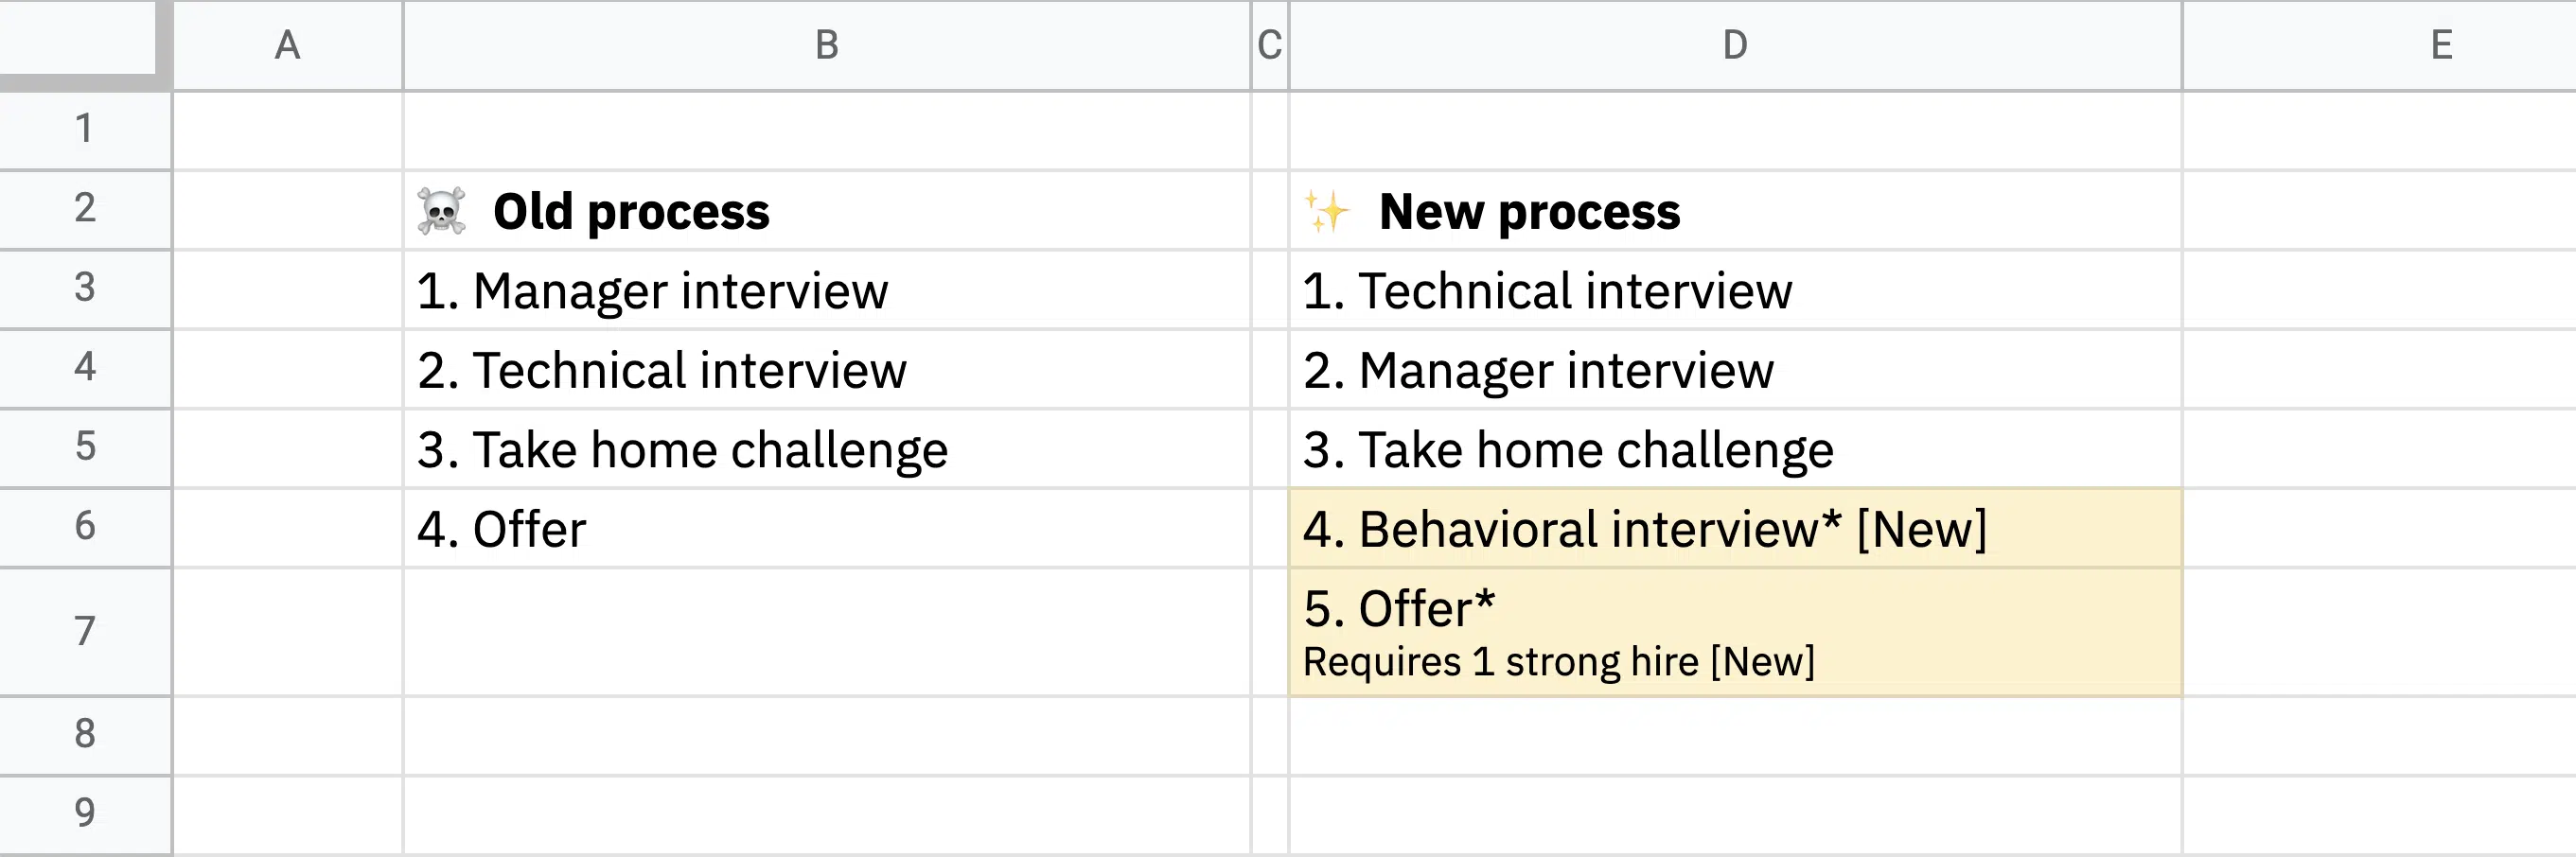 A B C D E
1
2 ☠️ Old process ✨ New process
3 1. Manager interview 1. Technical interview
4 2. Technical interview 2. Manager interview
5 3. Take home challenge 3. Take home challenge
6 4. Offer 4. Behavioral interview* [New]
7 5. Offer*
Requires 1 strong hire [New]
8
9